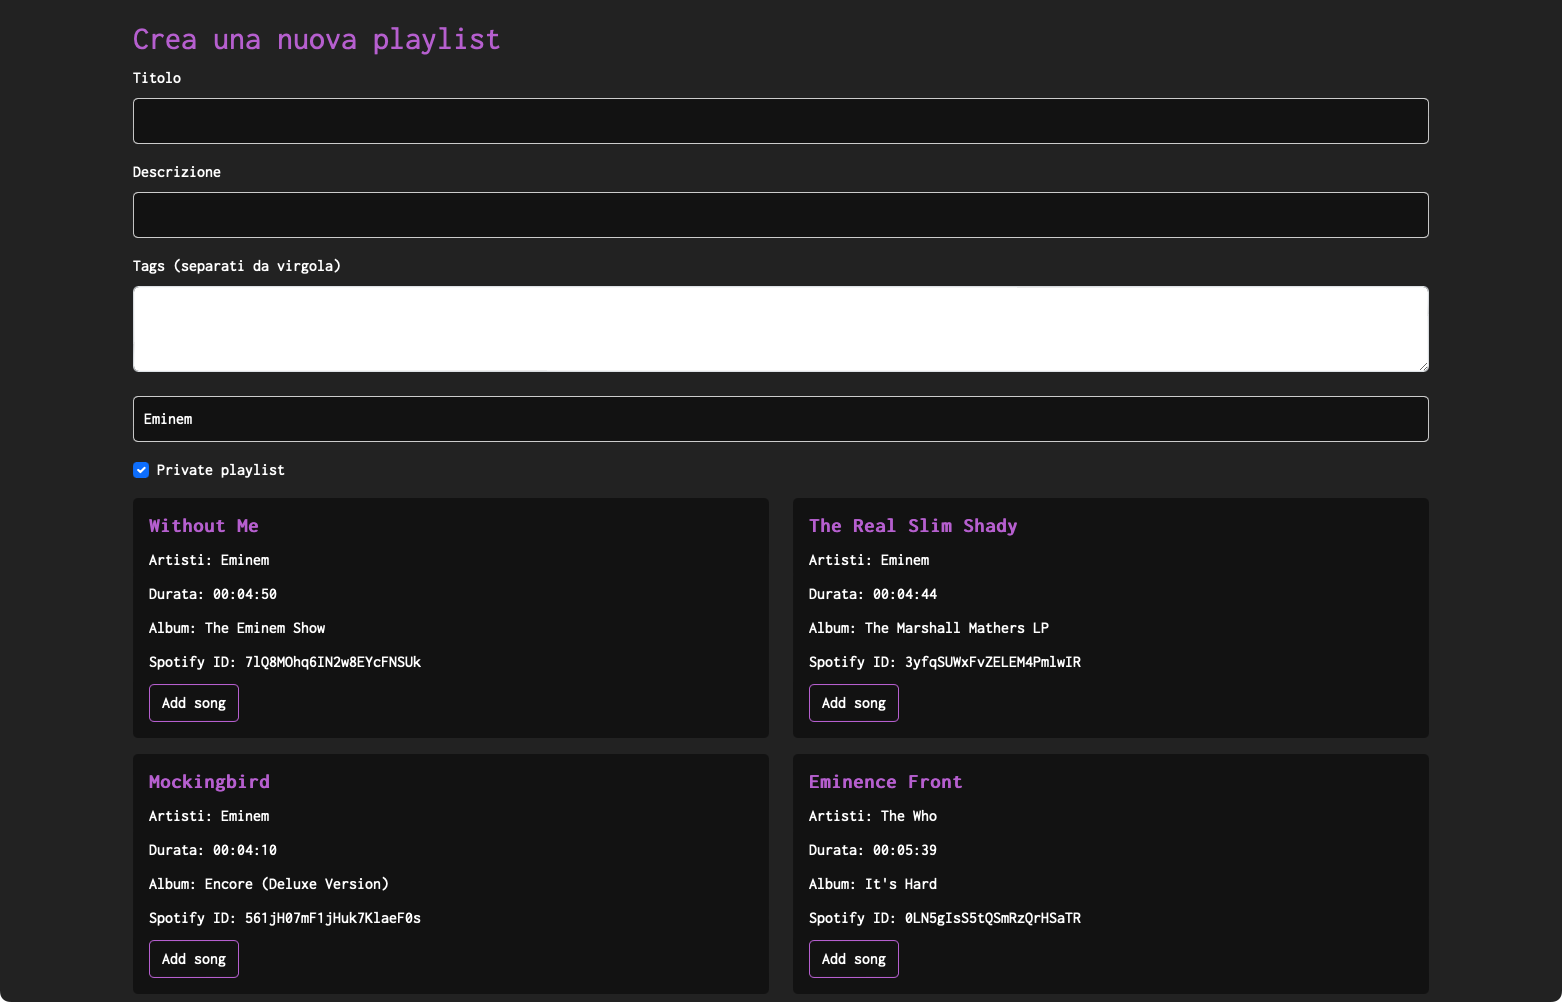 Crea una nuova playlist
Titolo
Descrizione
Tags (separati da virgola)
Eminem
Private playlist
Without Me
Artisti: Eminem
Durata: 00:04:50
Album: The Eminem Show
Spotify ID: 7lQ8MOhq6IN2w8EYcFNSUk
Add song
The Real Slim Shady
Artisti: Eminem
Durata: 00:04:44
Album: The Marshall Mathers LP
Spotify ID: 3yfqSUWxFvZELEM4PmlwIR
Add song
Mockingbird
Artisti: Eminem
Durata: 00:04:10
Album: Encore (Deluxe Version)
Spotify ID: 561jH07mF1jHuk7KlaeF0s
Add song
Eminence Front
Artisti: The Who
Durata: 00:05:39
Album: It's Hard
Spotify ID: 0LN5gIsS5tQSmRzQrHSaTR
Add song